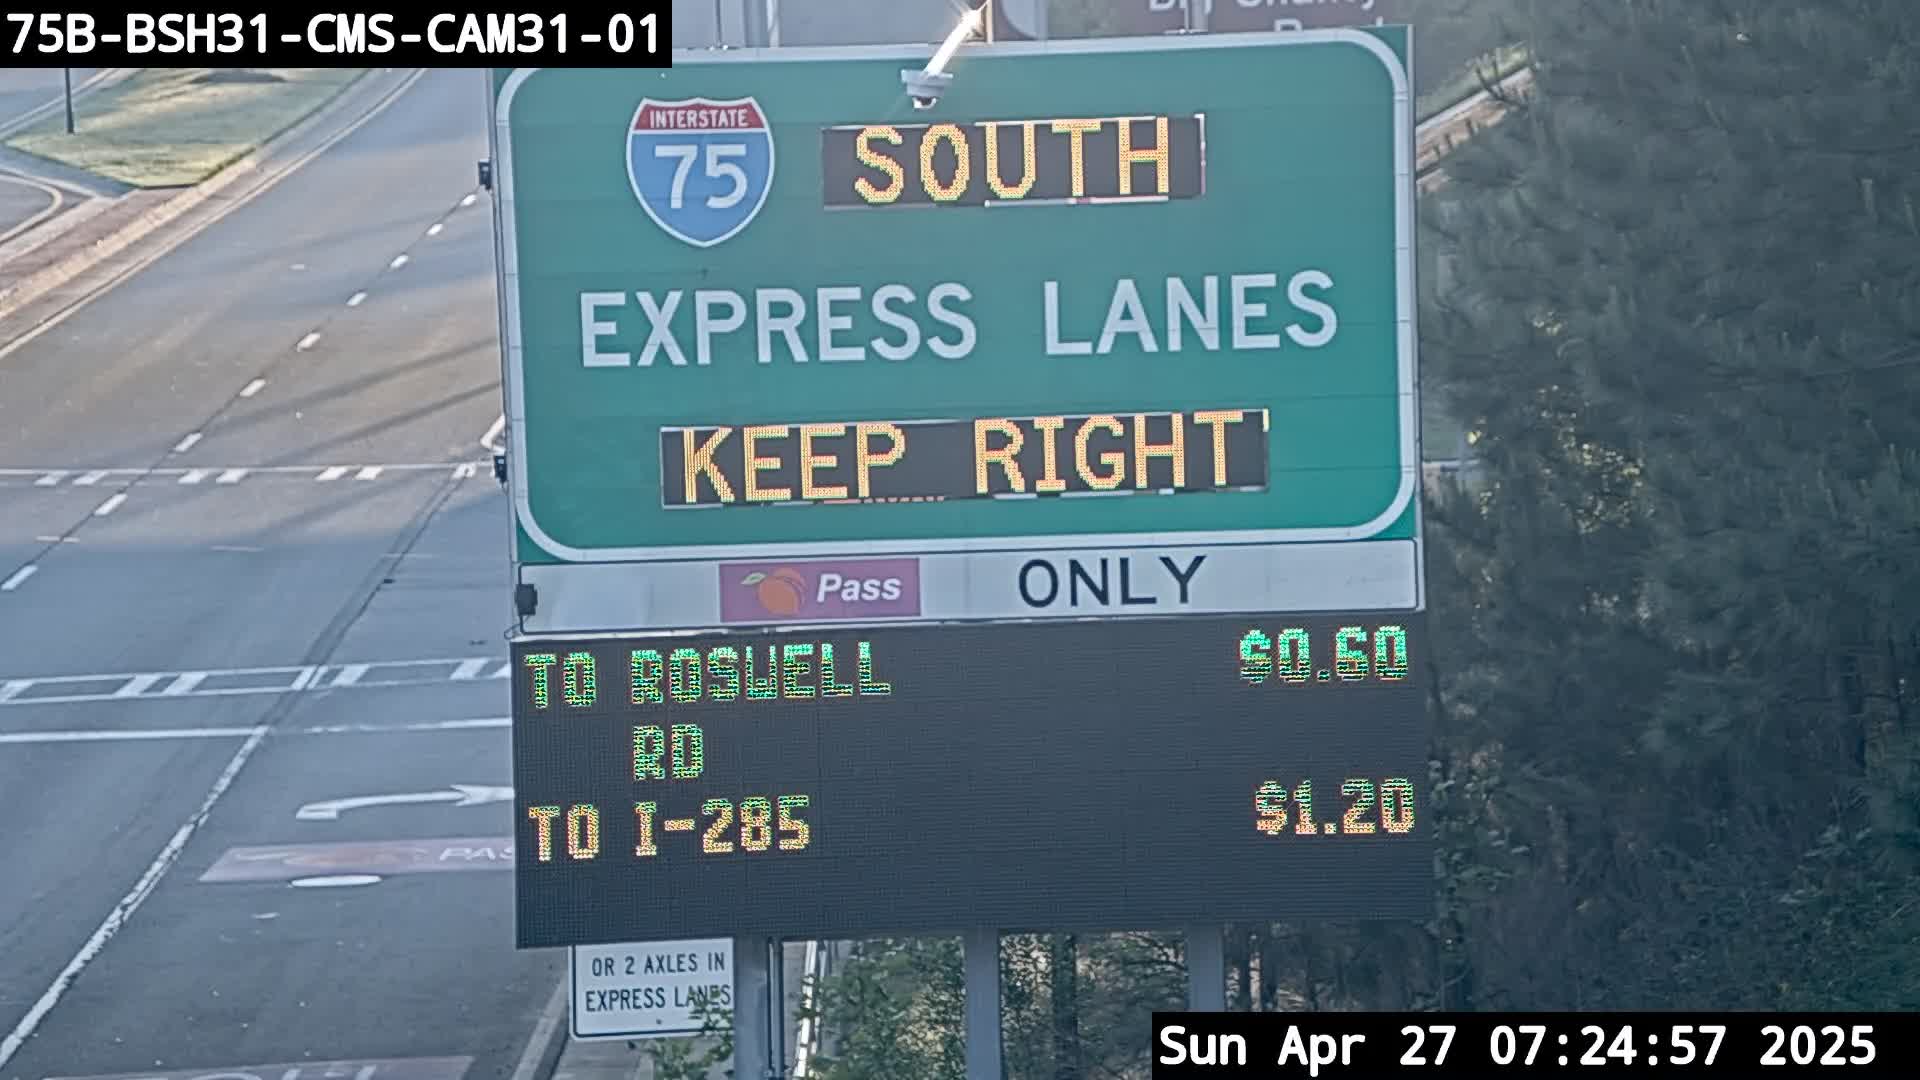 75B-BSH31-CMS-CAM31-01
Road
INTERSTATE
75
SOUTH
EXPRESS LANES
KEEP RIGHT
Pass
ONLY
TO ROSWELL $0.60
RD
TO I-285 $1.20
OR 2 AXLES IN
EXPRESS LANES
Sun Apr 27 07:24:57 2025